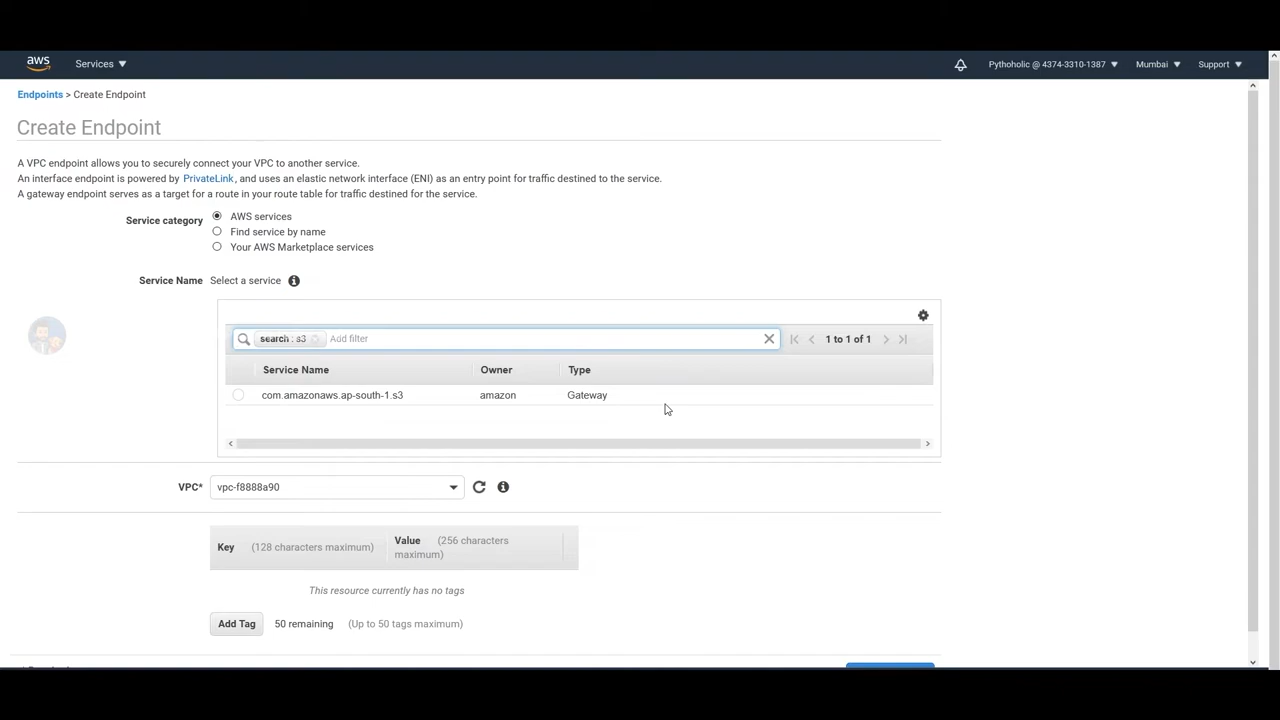 aws Services Pythoholic @ 4374-3310-1387 Mumbai Support
Endpoints > Create Endpoint
Create Endpoint
A VPC endpoint allows you to securely connect your VPC to another service.
An interface endpoint is powered by PrivateLink, and uses an elastic network interface (ENI) as an entry point for traffic destined to the service.
A gateway endpoint serves as a target for a route in your route table for traffic destined for the service.
Service category AWS services
Find service by name
Your AWS Marketplace services
Service Name Select a service
search : s3 Add filter 1 to 1 of 1
Service Name Owner Type
com.amazonaws.ap-south-1.s3 amazon Gateway
VPC* vpc-f8888a90
Key (128 characters maximum) Value (256 characters
maximum)
This resource currently has no tags
Add Tag 50 remaining (Up to 50 tags maximum)